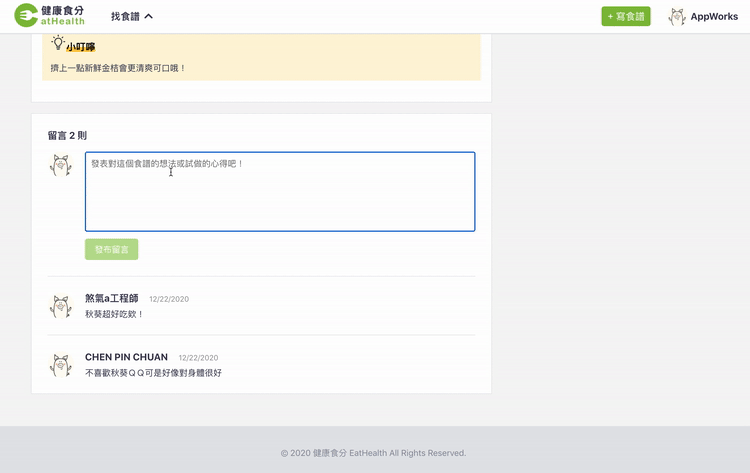 健康食分
atHealth
找食譜
+ 寫食譜
AppWorks
小叮嚀
擠上一點新鮮金桔會更清爽可口哦！
留言 2 則
發表對這個食譜的想法或試做的心得吧！
發布留言
煞氣a工程師 12/22/2020
秋葵超好吃欸！
CHEN PIN CHUAN 12/22/2020
不喜歡秋葵ＱＱ可是好像對身體很好
© 2020 健康食分 EatHealth All Rights Reserved.